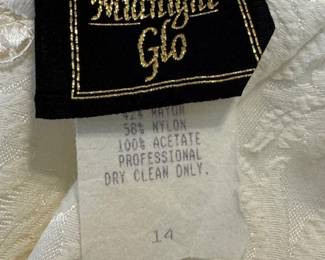 Midnight
Glo
42% RAYON
58% NYLON
100% ACETATE
PROFESSIONAL
DRY CLEAN ONLY.
14